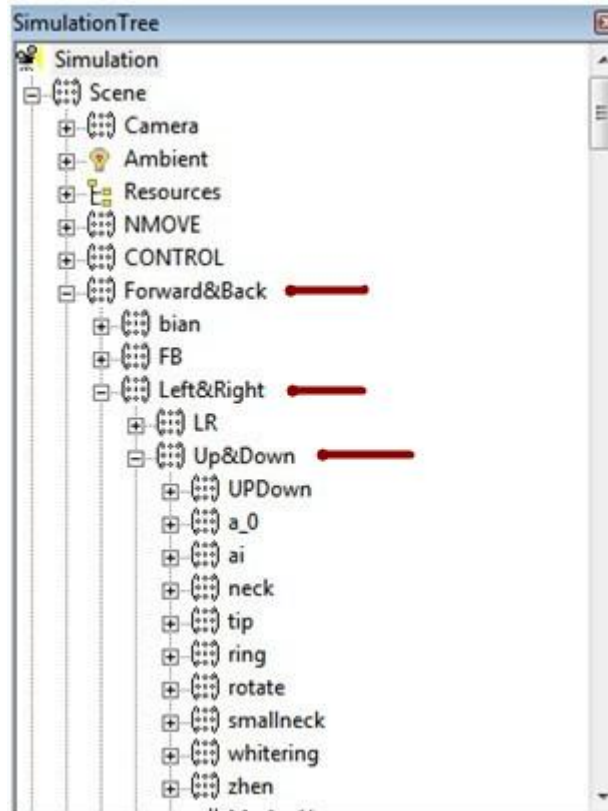 SimulationTree
Simulation
Scene
Camera
Ambient
Resources
NMOVE
CONTROL
Forward&Back
bian
FB
Left&Right
LR
Up&Down
UPDown
a_0
ai
neck
tip
ring
rotate
smallneck
whitering
zhen